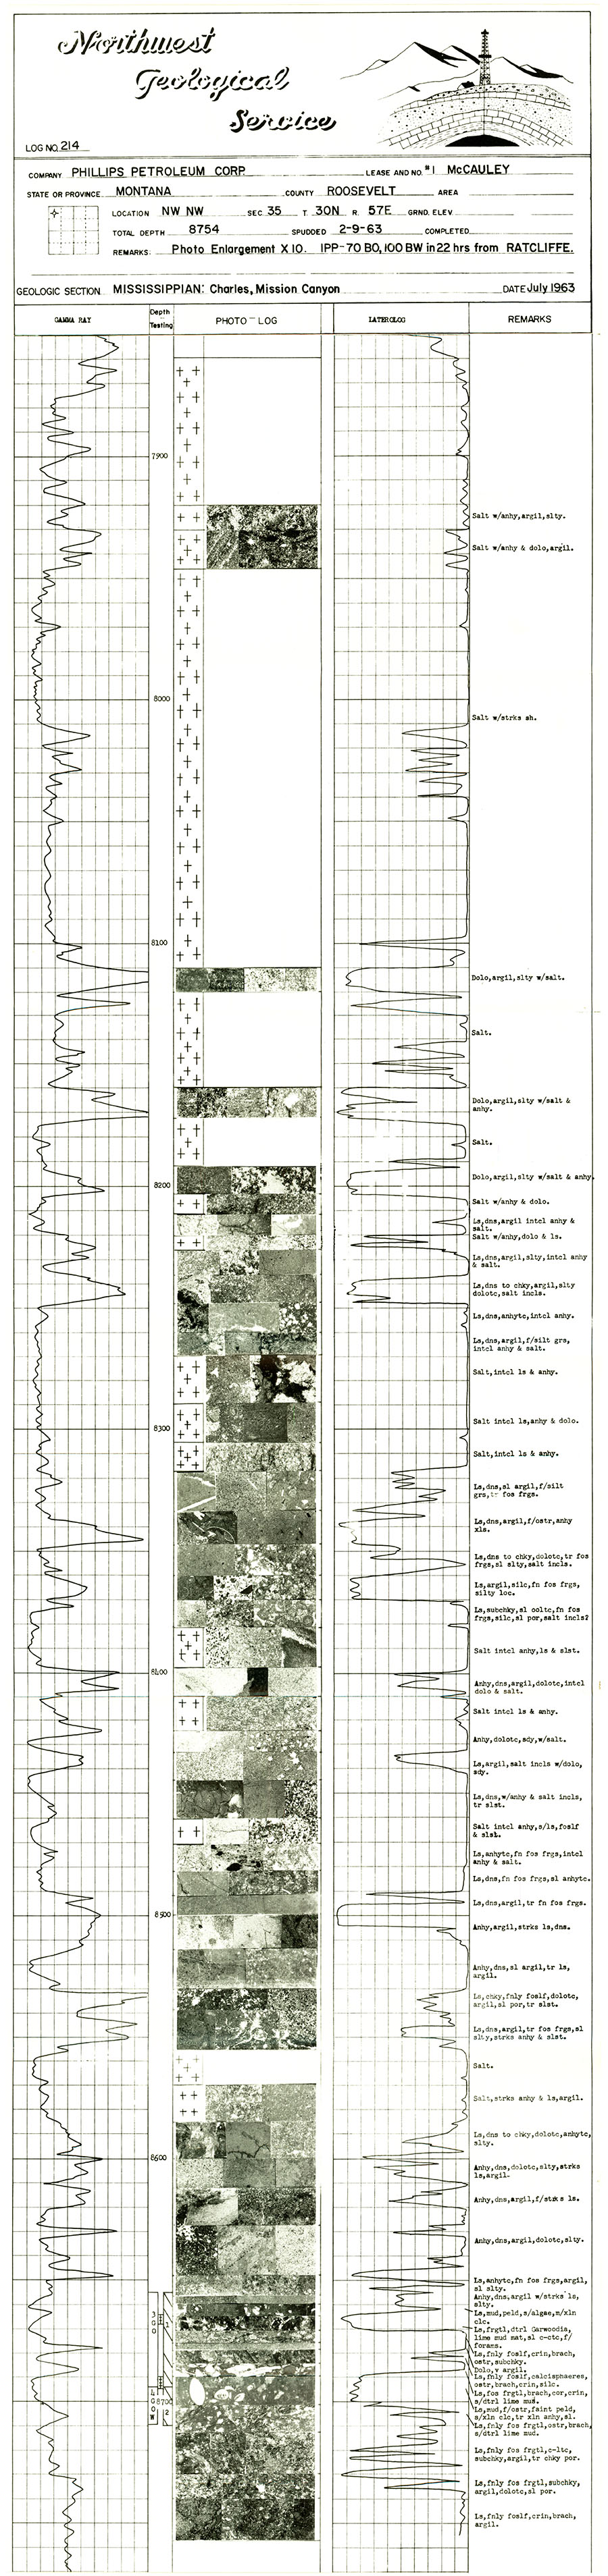 Northwest
Geological
Service
LOG NO. 214
COMPANY PHILLIPS PETROLEUM CORP LEASE AND NO. #1 McCAULEY
STATE OR PROVINCE MONTANA COUNTY ROOSEVELT AREA
LOCATION NW NW SEC. 35 T. 30N R. 57E GRND. ELEV.
TOTAL DEPTH 8754 SPUDDED 2-9-63 COMPLETED
REMARKS: Photo Enlargement X 10. IPP-70 BO, 100 BW in 22 hrs from RATCLIFFE.
GEOLOGIC SECTION MISSISSIPPIAN: Charles, Mission Canyon DATE July 1963
GAMMA RAY
Depth
Testing
PHOTO - LOG
LATEROLOG
REMARKS
7900
Salt w/anhy,argil,slty.
Salt w/anhy & dolo,argil.
8000
Salt w/strks sh.
8100
Dolo,argil,slty w/salt.
Salt.
Dolo,argil,slty w/salt &
anhy.
Salt.
Dolo,argil,slty w/salt & anhy.
8200
Salt w/anhy & dolo.
Ls,dns,argil intcl anhy &
salt.
Salt w/anhy,dolo & ls.
Ls,dns,argil,slty,intcl anhy
& salt.
Ls,dns to chky,argil,slty
dolotc,salt incls.
Ls,dns,anhytc,intcl anhy.
Ls,dns,argil,f/silt grs,
intcl anhy & salt.
Salt,intcl ls & anhy.
Salt intcl ls,anhy & dolo.
8300
Salt,intcl ls & anhy.
Ls,dns,sl argil,f/silt
grs,tr fos frgs.
Ls,dns,argil,f/ostr,anhy
xls.
Ls,dns to chky,dolotc,tr fos
frgs,sl slty,salt incls.
Ls,argil,silc,fn fos frgs,
silty loc.
Ls,subchky,sl ooltc,fn fos
frgs,silc,sl por,salt incls?
Salt intcl anhy,ls & slst.
8400
Anhy,dns,argil,dolotc,intcl
dolo & salt.
Salt intcl ls & anhy.
Anhy,dolotc,sdy,w/salt.
Ls,argil,salt incls w/dolo,
sdy.
Ls,dns,w/anhy & salt incls,
tr slst.
Salt intcl anhy,s/ls,foslf
& slst.
Ls,anhytc,fn fos frgs,intcl
anhy & salt.
Ls,dns,fn fos frgs,sl anhytc.
Ls,dns,argil,tr fn fos frgs.
8500
Anhy,argil,strks ls,dns.
Anhy,dns,sl argil,tr ls,
argil.
Ls,chky,fnly foslf,dolotc,
argil,sl por,tr slst.
Ls,dns,argil,tr fos frgs,sl
slty,strks anhy & slst.
Salt.
Salt,strks anhy & ls,argil.
Ls,dns to chky,dolotc,anhytc,
slty.
8600
Anhy,dns,dolotc,slty,strks
ls,argil.
Anhy,dns,argil,f/strks ls.
Anhy,dns,argil,dolotc,slty.
Ls,anhytc,fn fos frgs,argil,
sl slty.
Anhy,dns,argil w/strks ls,
slty.
Ls,mud,peld,s/algae,m/xln
clc.
Ls,frgtl,dtrl Garwoodia,
lime mud mat,sl c-ctc,f/
forams.
Ls,fnly foslf,crin,brach,
ostr,subchky.
Dolo,v argil.
Ls,fnly foslf,calcisphaeres,
ostr,brach,crin,silc.
Ls,fos frgtl,brach,cor,crin,
s/dtrl lime mud.
8700
Ls,mud,f/ostr,faint peld,
s/xln clc,tr xln anhy,sl.
Ls,fnly fos frgtl,ostr,brach,
s/dtrl lime mud.
Ls,fnly fos frgtl,c-ltc,
subchky,argil,tr chky por.
Ls,fnly fos frgtl,subchky,
argil,dolotc,sl por.
Ls,fnly foslf,crin,brach,
argil.